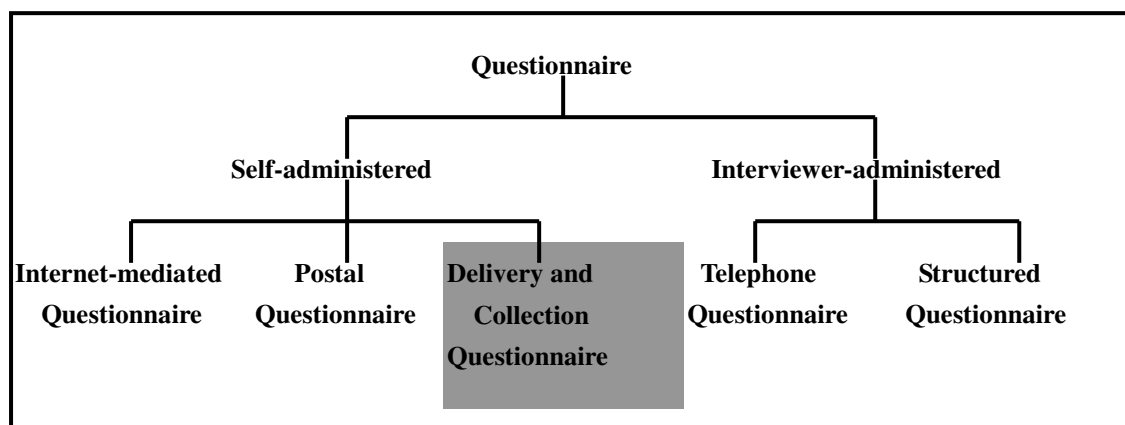 Questionnaire
Self-administered
Interviewer-administered
Internet-mediated
Questionnaire
Postal
Questionnaire
Delivery and
Collection
Questionnaire
Telephone
Questionnaire
Structured
Questionnaire